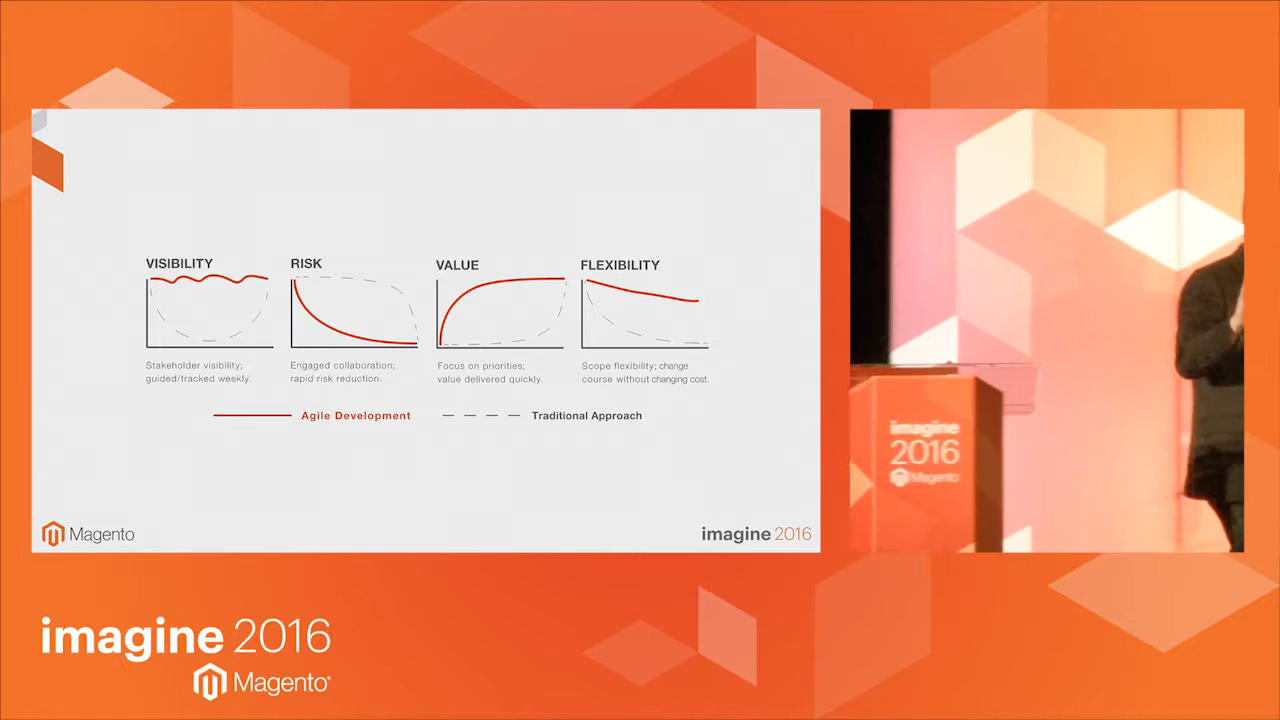 VISIBILITY
RISK
VALUE
FLEXIBILITY
Stakeholder visibility;
guided/tracked weekly.
Engaged collaboration;
rapid risk reduction.
Focus on priorities;
value delivered quickly.
Scope flexibility; change
course without changing cost.
Agile Development
Traditional Approach
Magento
imagine 2016
imagine
2016
Magento
imagine 2016
Magento